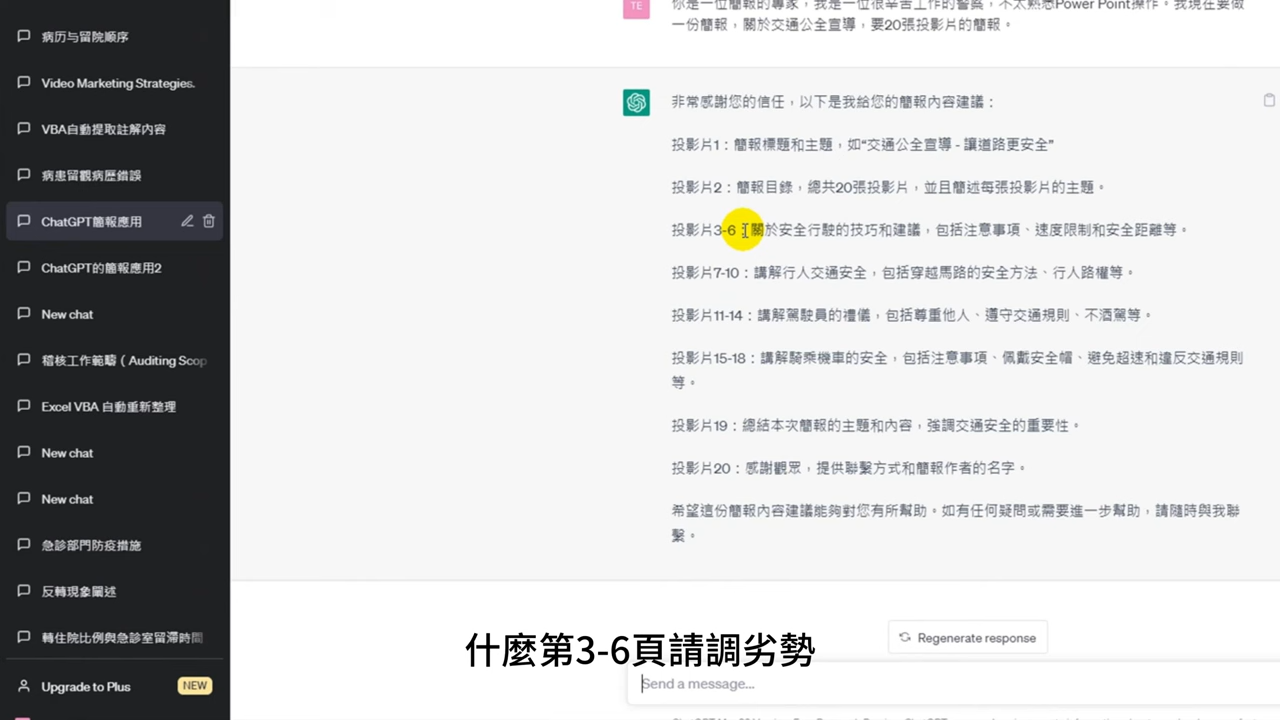 病历与留院顺序
Video Marketing Strategies.
VBA自動提取註解內容
病患留觀病歷錯誤
ChatGPT簡報應用
ChatGPT的簡報應用2
New chat
稽核工作範疇（Auditing Scop
Excel VBA 自動重新整理
New chat
New chat
急診部門防疫措施
反轉現象闡述
轉住院比例與急診室留滯時間
Upgrade to Plus
NEW
TE
你是一位簡報的專家，我是一位很辛苦工作的警察，不太熟悉Power Point操作。我現在要做
一份簡報，關於交通公全宣導，要20張投影片的簡報。
非常感謝您的信任，以下是我給您的簡報內容建議：
投影片1：簡報標題和主題，如“交通公全宣導 - 讓道路更安全”
投影片2：簡報目錄，總共20張投影片，並且簡述每張投影片的主題。
投影片3-6：關於安全行駛的技巧和建議，包括注意事項、速度限制和安全距離等。
投影片7-10：講解行人交通安全，包括穿越馬路的安全方法、行人路權等。
投影片11-14：講解駕駛員的禮儀，包括尊重他人、遵守交通規則、不酒駕等。
投影片15-18：講解騎乘機車的安全，包括注意事項、佩戴安全帽、避免超速和違反交通規則
等。
投影片19：總結本次簡報的主題和內容，強調交通安全的重要性。
投影片20：感謝觀眾，提供聯繫方式和簡報作者的名字。
希望這份簡報內容建議能夠對您有所幫助。如有任何疑問或需要進一步幫助，請隨時與我聯
繫。
Regenerate response
什麼第3-6頁請調劣勢
Send a message...